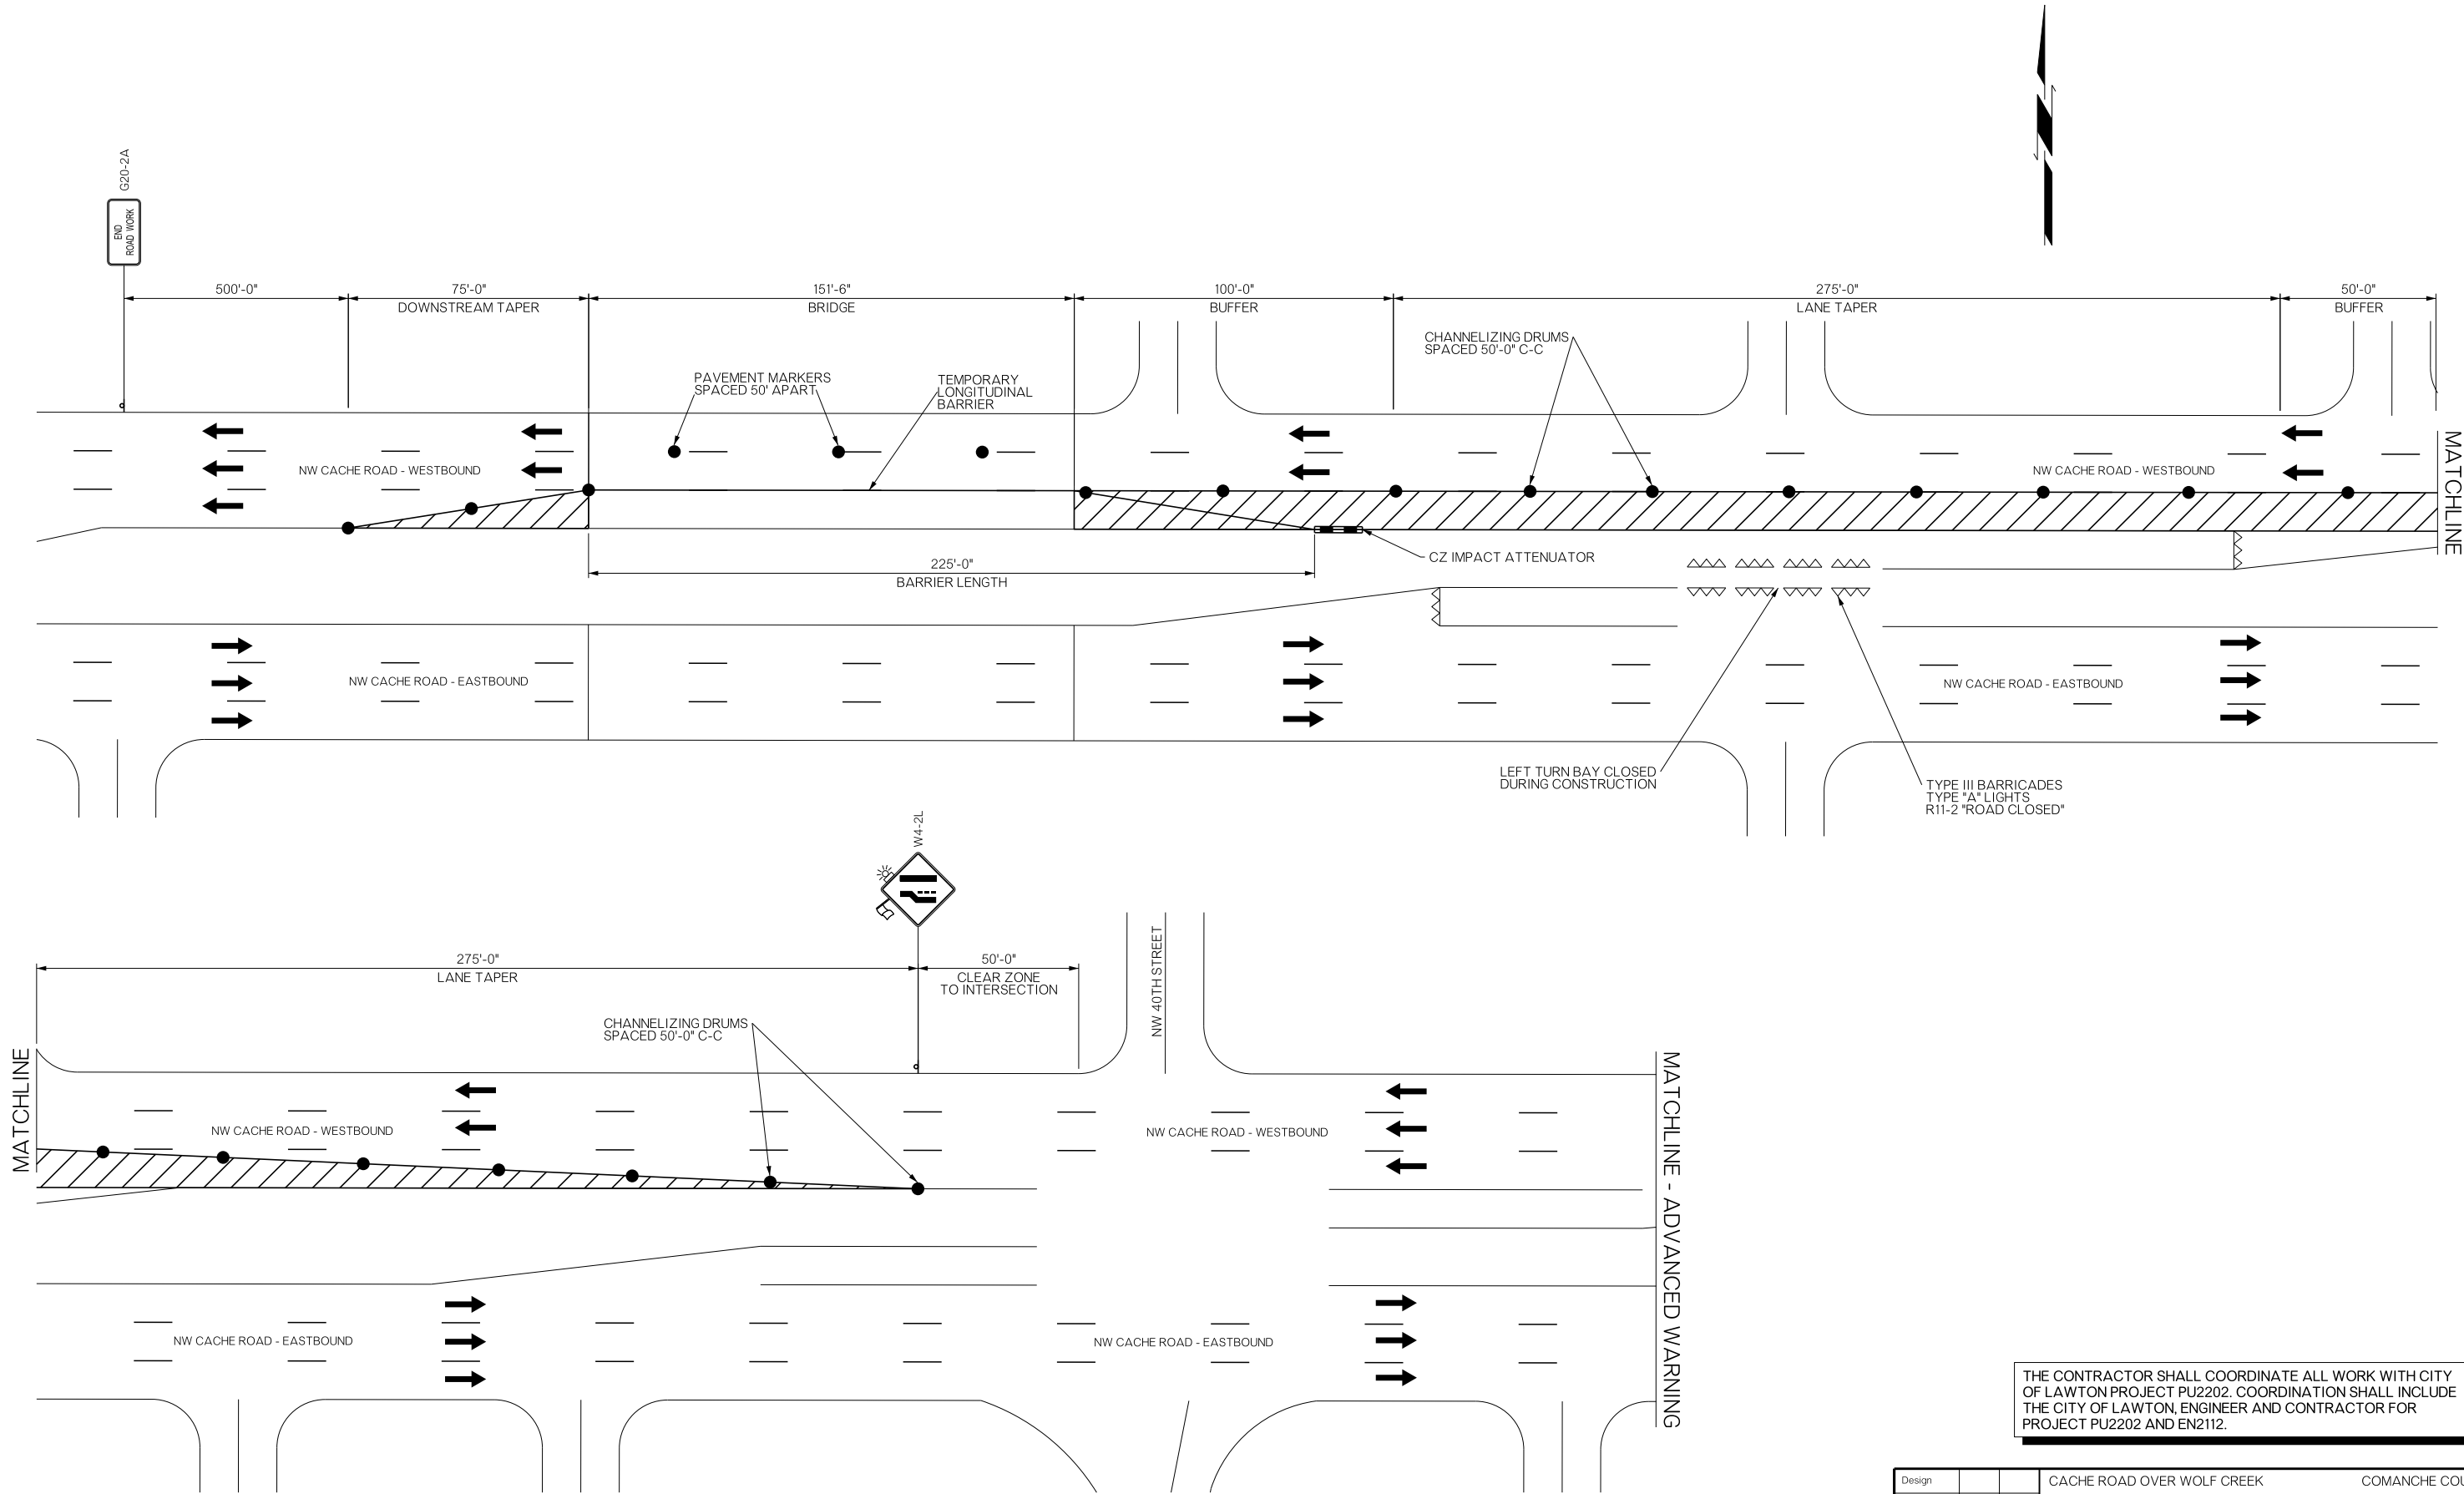 G20-2A
END
ROAD WORK
500'-0"
75'-0"
DOWNSTREAM TAPER
151'-6"
BRIDGE
100'-0"
BUFFER
275'-0"
LANE TAPER
50'-0"
BUFFER
CHANNELIZING DRUMS
SPACED 50'-0" C-C
PAVEMENT MARKERS
SPACED 50' APART
TEMPORARY
LONGITUDINAL
BARRIER
NW CACHE ROAD - WESTBOUND
NW CACHE ROAD - WESTBOUND
MATCHLINE
CZ IMPACT ATTENUATOR
225'-0"
BARRIER LENGTH
NW CACHE ROAD - EASTBOUND
NW CACHE ROAD - EASTBOUND
LEFT TURN BAY CLOSED
DURING CONSTRUCTION
TYPE III BARRICADES
TYPE "A" LIGHTS
R11-2 "ROAD CLOSED"
W4-2L
275'-0"
LANE TAPER
50'-0"
CLEAR ZONE
TO INTERSECTION
NW 40TH STREET
CHANNELIZING DRUMS
SPACED 50'-0" C-C
MATCHLINE
NW CACHE ROAD - WESTBOUND
NW CACHE ROAD - WESTBOUND
MATCHLINE - ADVANCED WARNING
NW CACHE ROAD - EASTBOUND
NW CACHE ROAD - EASTBOUND
THE CONTRACTOR SHALL COORDINATE ALL WORK WITH CITY
OF LAWTON PROJECT PU2202. COORDINATION SHALL INCLUDE
THE CITY OF LAWTON, ENGINEER AND CONTRACTOR FOR
PROJECT PU2202 AND EN2112.
Design
CACHE ROAD OVER WOLF CREEK
COMANCHE COU